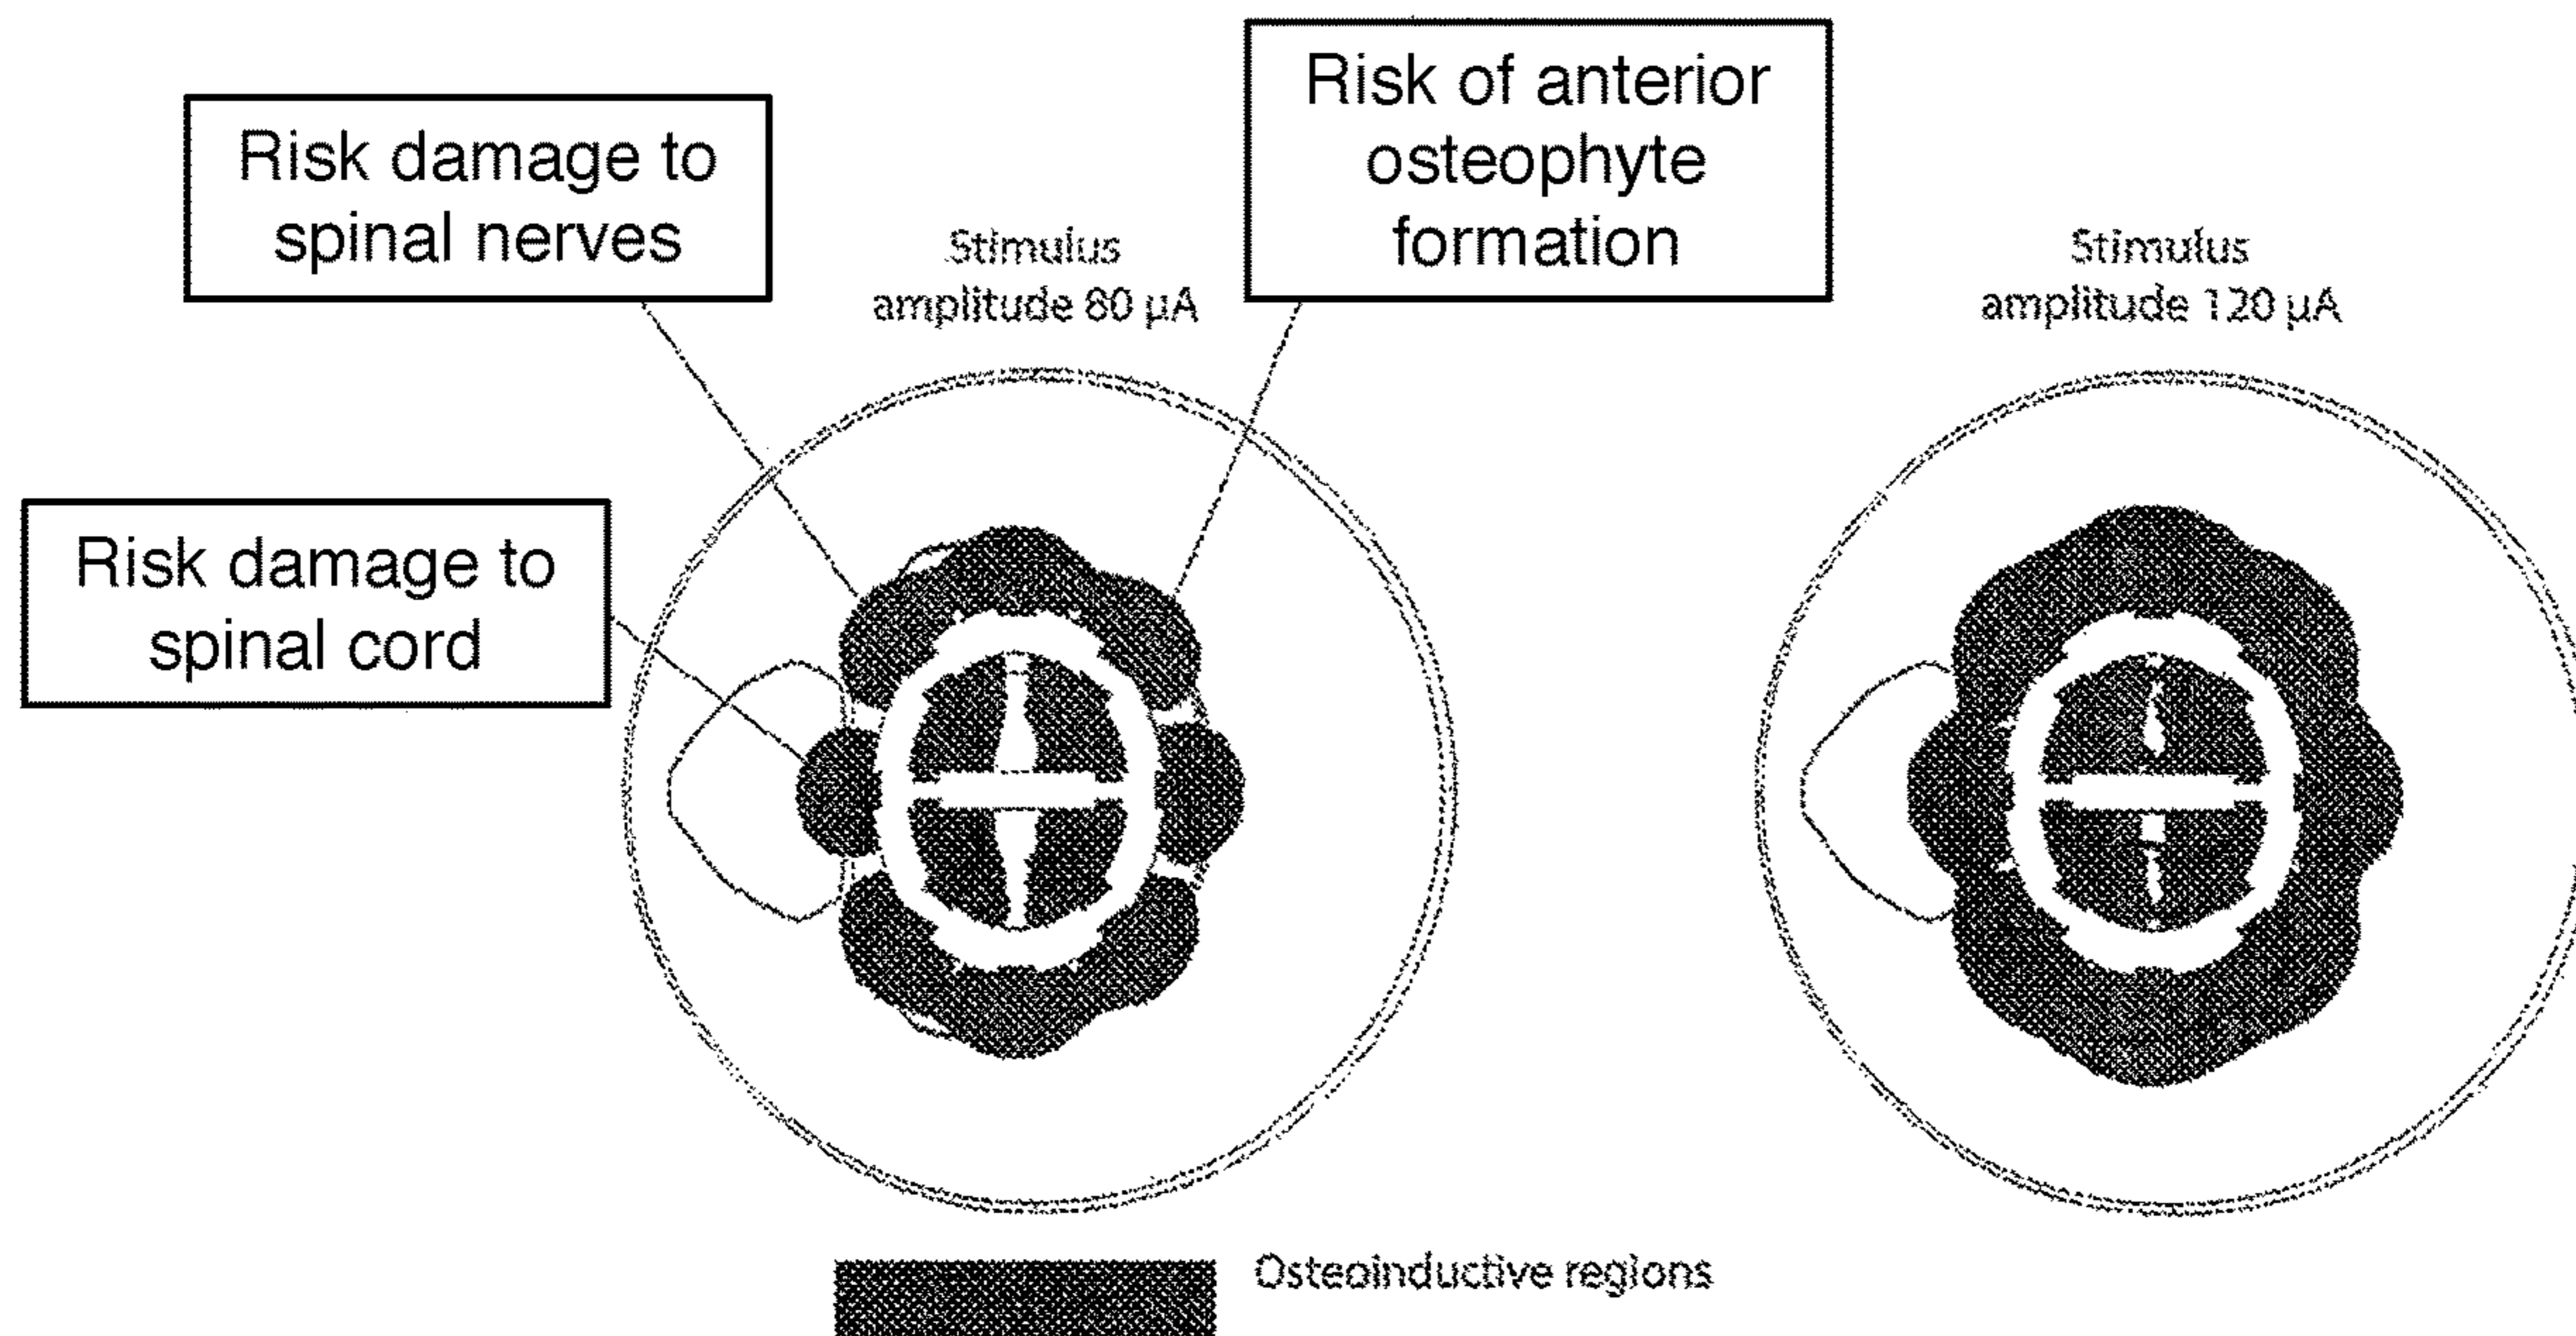 Risk damage to
spinal nerves
Risk of anterior
osteophyte
formation
Stimulus
amplitude 80 µA
Stimulus
amplitude 120 µA
Risk damage to
spinal cord
Osteoinductive regions